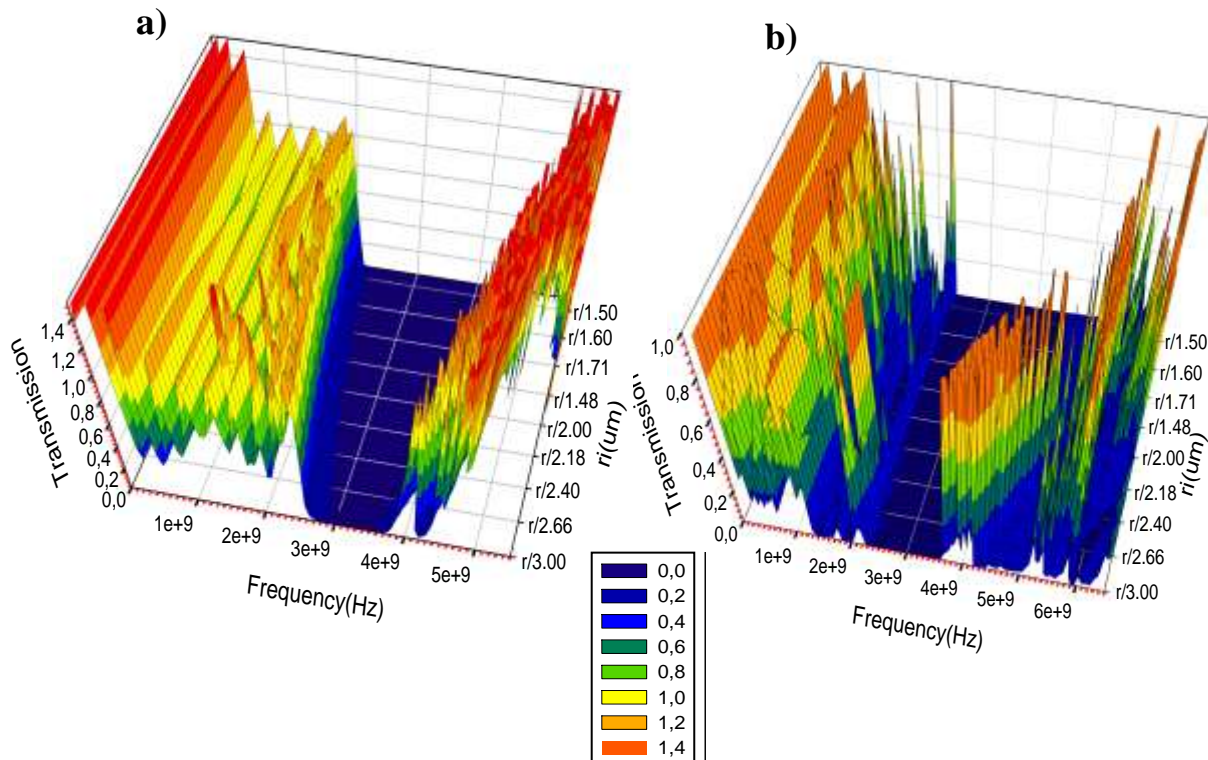 a)
Transmission
1,4
1,2
1,0
0,8
0,6
0,4
0,2
0,0
1e+9
2e+9
3e+9
4e+9
5e+9
Frequency(Hz)
r/1.50
r/1.60
r/1.71
r/1.48
r/2.00
r/2.18
r/2.40
r/2.66
r/3.00
ri(um)
b)
Transmission
1,0
0,8
0,6
0,4
0,2
0,0
1e+9
2e+9
3e+9
4e+9
5e+9
6e+9
Frequency(Hz)
r/1.50
r/1.60
r/1.71
r/1.48
r/2.00
r/2.18
r/2.40
r/2.66
r/3.00
ri(um)
0,0
0,2
0,4
0,6
0,8
1,0
1,2
1,4